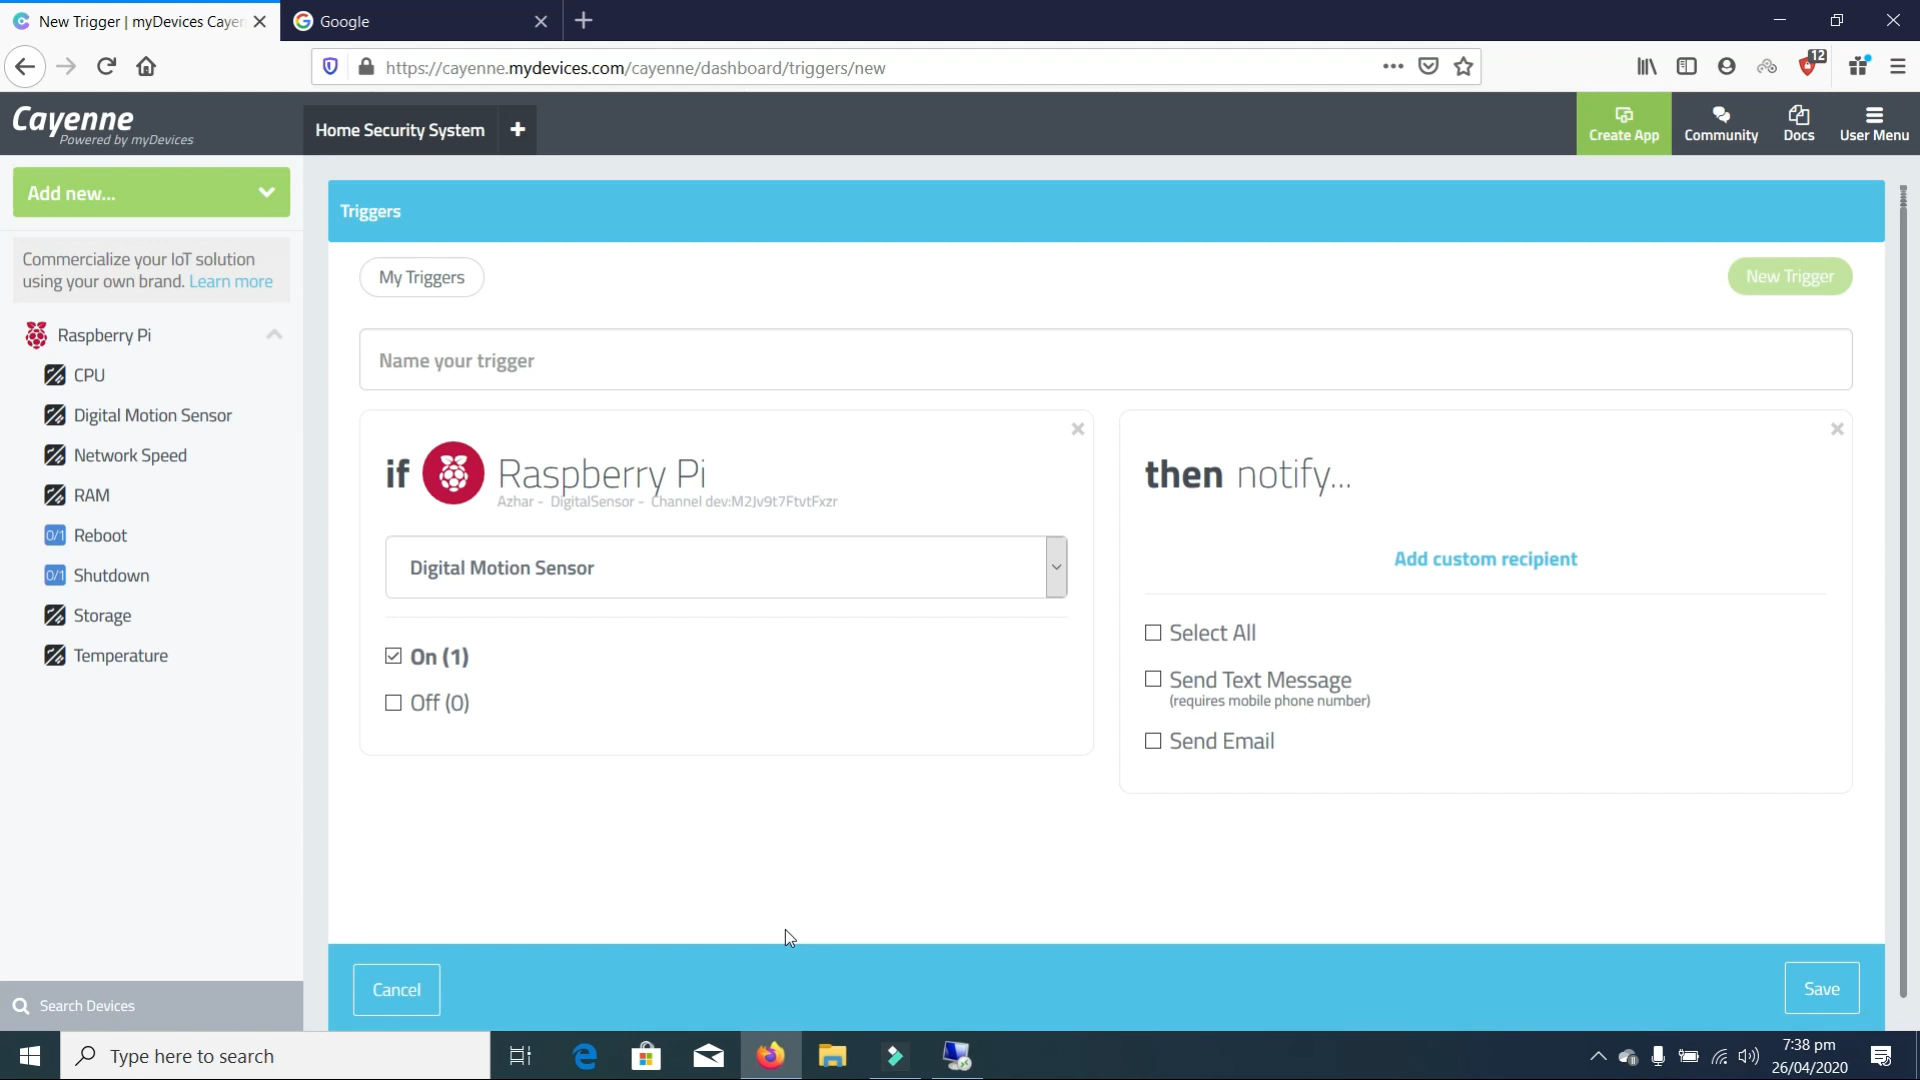 New Trigger | myDevices Cayen
Google
https://cayenne.mydevices.com/cayenne/dashboard/triggers/new
12
Cayenne
Powered by myDevices
Home Security System
Create App
Community
Docs
User Menu
Add new...
Commercialize your IoT solution
using your own brand. Learn more
Raspberry Pi
CPU
Digital Motion Sensor
Network Speed
RAM
0/1 Reboot
0/1 Shutdown
Storage
Temperature
Search Devices
Triggers
My Triggers
New Trigger
Name your trigger
if Raspberry Pi
Azhar - DigitalSensor - Channel dev:M2Jv9t7FtvtFxzr
Digital Motion Sensor
On (1)
Off (0)
then notify...
Add custom recipient
Select All
Send Text Message
(requires mobile phone number)
Send Email
Cancel
Save
Type here to search
7:38 pm
26/04/2020